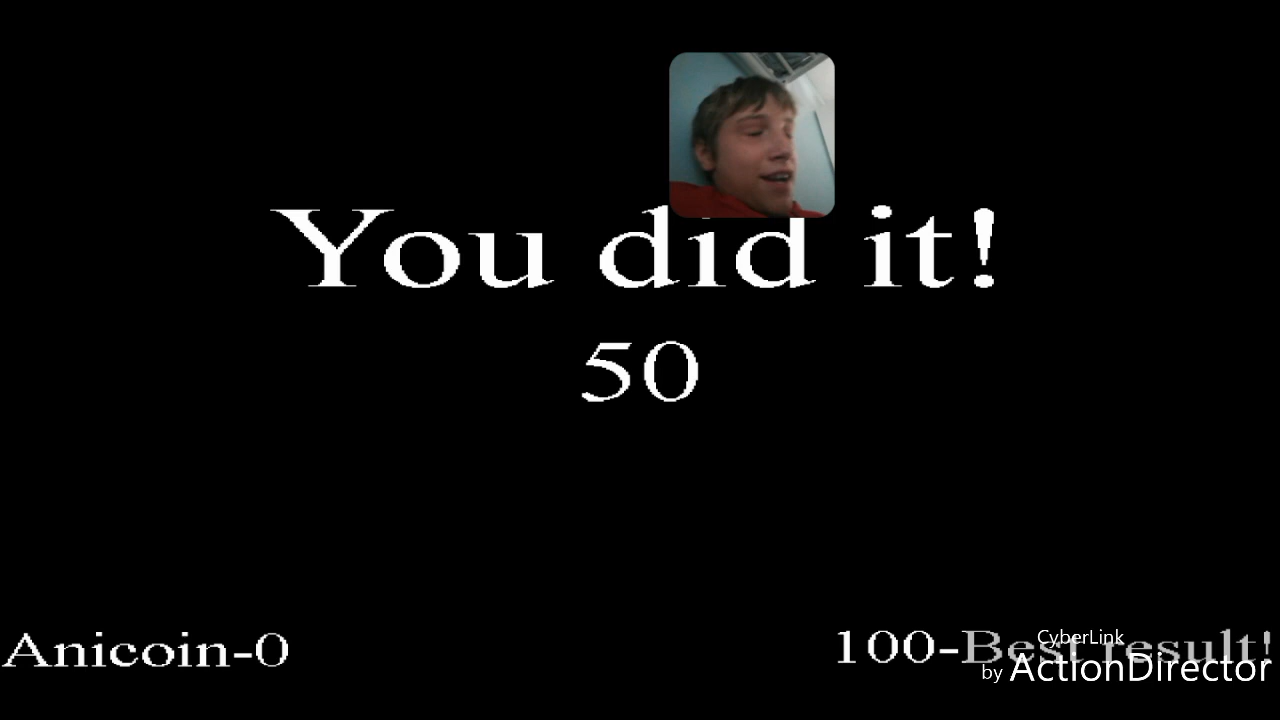 You did it!
50
Anicoin-0
100-Best result!
CyberLink
by ActionDirector